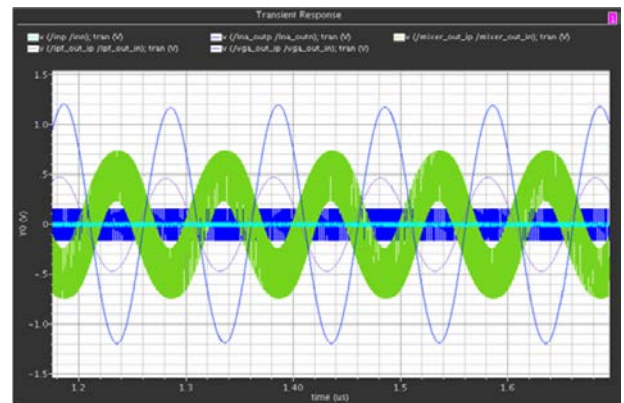 Transient Response
1
v (/inp /inn); tran (V)
v (/lna_outp /lna_outn); tran (V)
v (/mixer_out_ip /mixer_out_in); tran (V)
v (/lpf_out_ip /lpf_out_in); tran (V)
v (/vga_out_ip /vga_out_in); tran (V)
1.5
1.0
.5
0
-.5
-1.0
-1.5
Y0 (V)
1.2
1.3
1.40
1.5
1.6
time (us)